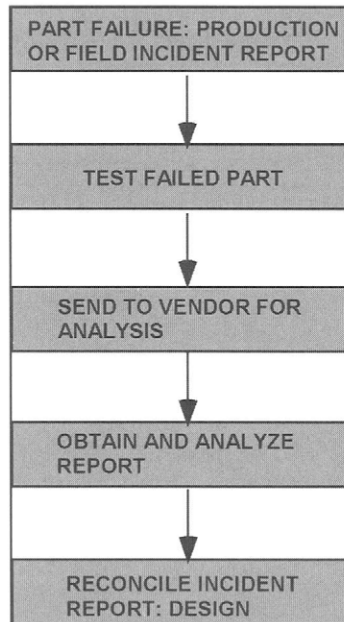 PART FAILURE: PRODUCTION
OR FIELD INCIDENT REPORT
TEST FAILED PART
SEND TO VENDOR FOR
ANALYSIS
OBTAIN AND ANALYZE
REPORT
RECONCILE INCIDENT
REPORT: DESIGN